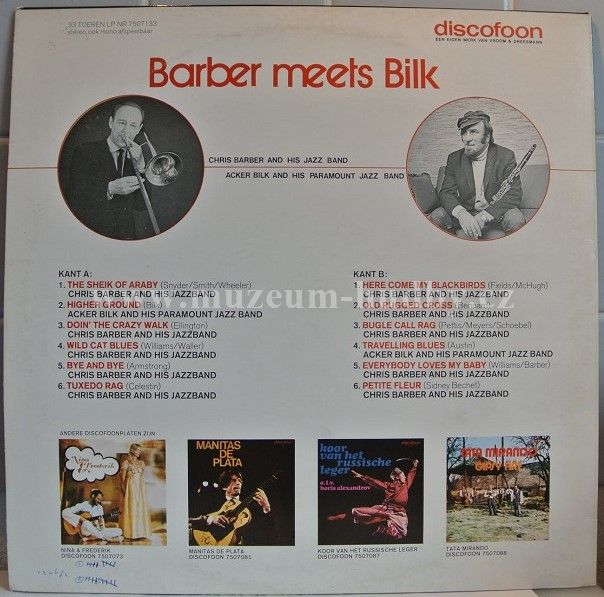 33 TOEREN LP NR 7507133
stereo, ook mono afspeelbaar
discofoon
EEN EIGEN MERK VAN VROOM & DREESMANN
Barber meets Bilk
CHRIS BARBER AND HIS JAZZ BAND
ACKER BILK AND HIS PARAMOUNT JAZZ BAND
KANT A:
1. THE SHEIK OF ARABY (Snyder/Smith/Wheeler)
CHRIS BARBER AND HIS JAZZBAND
2. HIGHER GROUND (Bilk)
ACKER BILK AND HIS PARAMOUNT JAZZ BAND
3. DOIN' THE CRAZY WALK (Ellington)
CHRIS BARBER AND HIS JAZZBAND
4. WILD CAT BLUES (Williams/Waller)
CHRIS BARBER AND HIS JAZZBAND
5. BYE AND BYE (Armstrong)
CHRIS BARBER AND HIS JAZZBAND
6. TUXEDO RAG (Celestin)
CHRIS BARBER AND HIS JAZZBAND
KANT B:
1. HERE COME MY BLACKBIRDS (Fields/McHugh)
CHRIS BARBER AND HIS JAZZBAND
2. OLD RUGGED CROSS (Bennard)
CHRIS BARBER AND HIS JAZZBAND
3. BUGLE CALL RAG (Pettis/Meyers/Schoebel)
CHRIS BARBER AND HIS JAZZBAND
4. TRAVELLING BLUES (Austin)
ACKER BILK AND HIS PARAMOUNT JAZZ BAND
5. EVERYBODY LOVES MY BABY (Williams/Barber)
CHRIS BARBER AND HIS JAZZBAND
6. PETITE FLEUR (Sidney Bechet)
CHRIS BARBER AND HIS JAZZBAND
ANDERE DISCOFOONPLATEN ZIJN:
Nina & Frederik
MANITAS
DE
PLATA
koor
van het
russische
leger
o.l.v.
boris alexandrov
TATA MIRANDO
GIPSY FIRE
NINA & FREDERIK
DISCOFOON 7507073
MANITAS DE PLATA
DISCOFOON 7507081
KOOR VAN HET RUSSISCHE LEGER
DISCOFOON 7507087
TATA MIRANDO
DISCOFOON 7507088